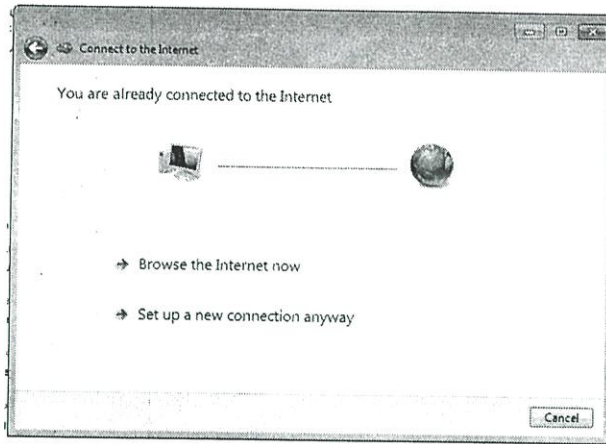 Connect to the Internet
You are already connected to the Internet
Browse the Internet now
Set up a new connection anyway
Cancel